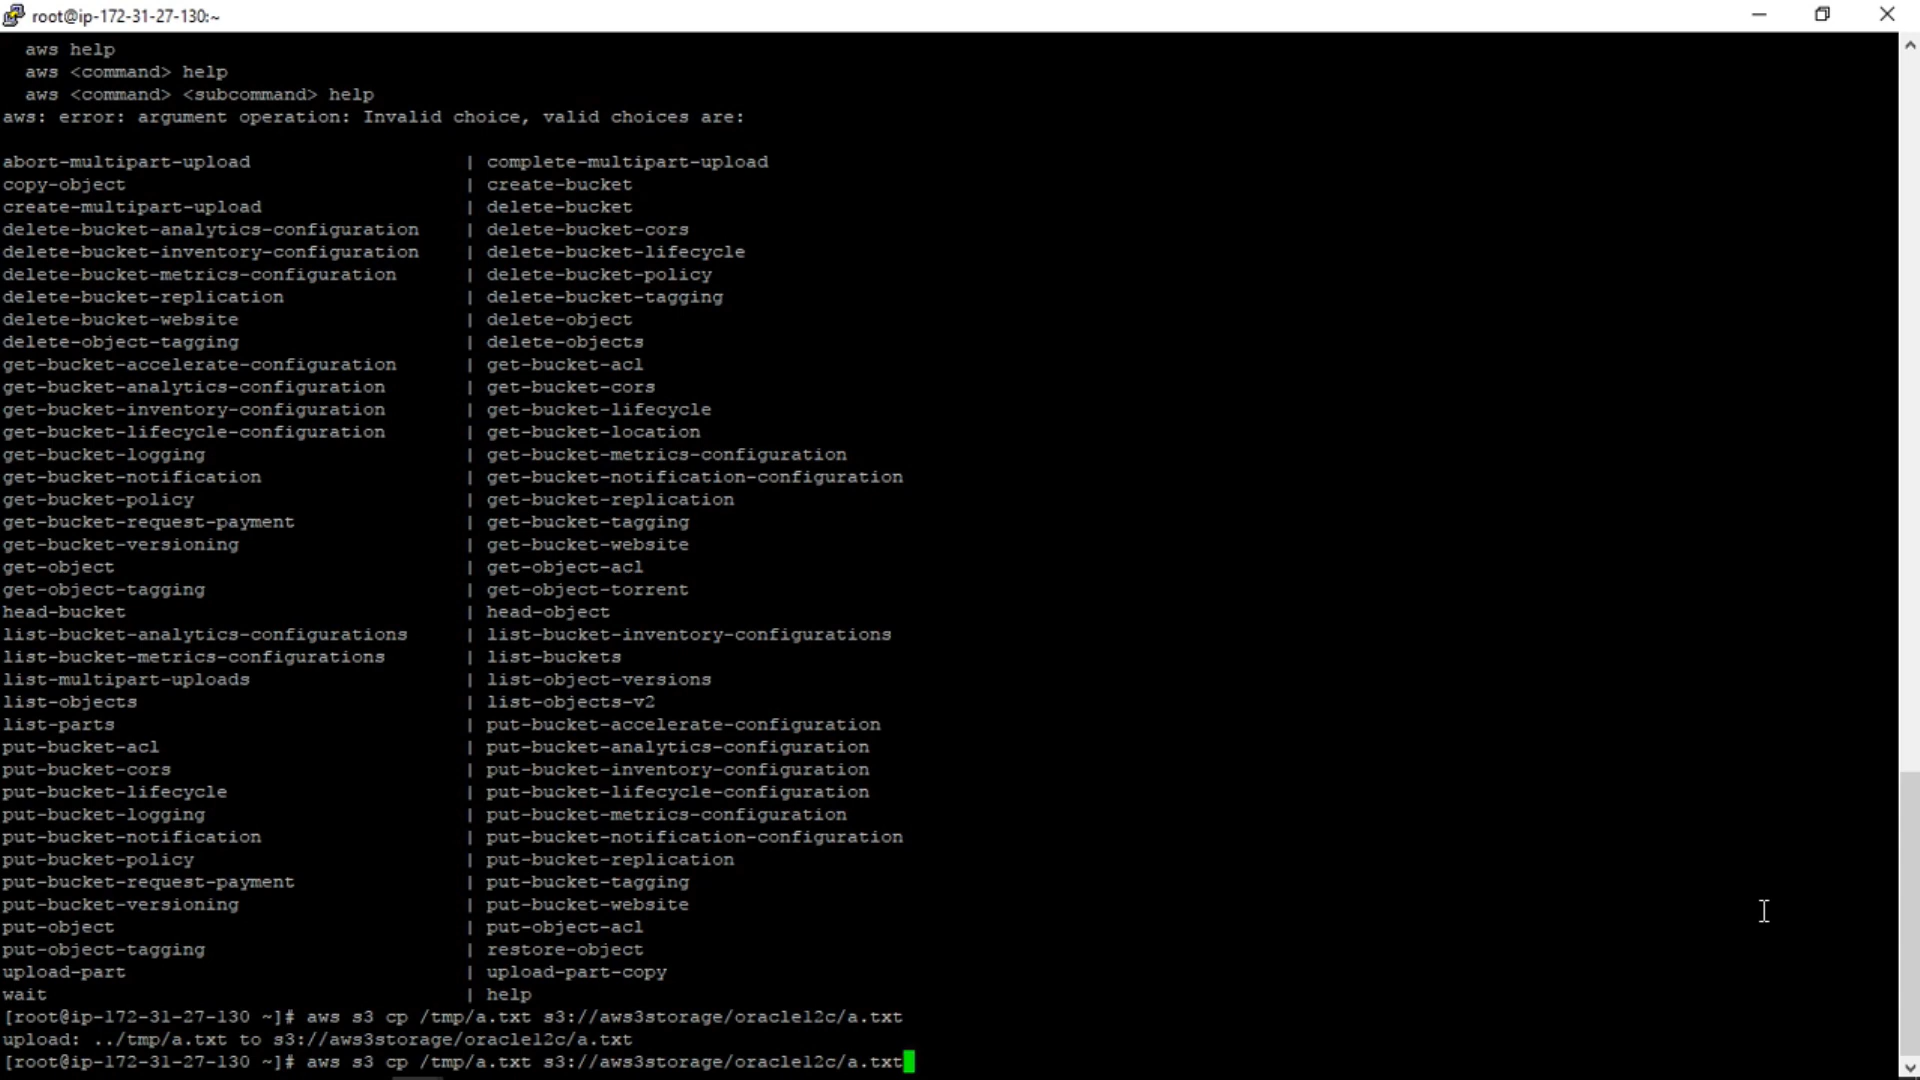 root@ip-172-31-27-130:~
aws help
aws <command> help
aws <command> <subcommand> help
aws: error: argument operation: Invalid choice, valid choices are:
abort-multipart-upload | complete-multipart-upload
copy-object | create-bucket
create-multipart-upload | delete-bucket
delete-bucket-analytics-configuration | delete-bucket-cors
delete-bucket-inventory-configuration | delete-bucket-lifecycle
delete-bucket-metrics-configuration | delete-bucket-policy
delete-bucket-replication | delete-bucket-tagging
delete-bucket-website | delete-object
delete-object-tagging | delete-objects
get-bucket-accelerate-configuration | get-bucket-acl
get-bucket-analytics-configuration | get-bucket-cors
get-bucket-inventory-configuration | get-bucket-lifecycle
get-bucket-lifecycle-configuration | get-bucket-location
get-bucket-logging | get-bucket-metrics-configuration
get-bucket-notification | get-bucket-notification-configuration
get-bucket-policy | get-bucket-replication
get-bucket-request-payment | get-bucket-tagging
get-bucket-versioning | get-bucket-website
get-object | get-object-acl
get-object-tagging | get-object-torrent
head-bucket | head-object
list-bucket-analytics-configurations | list-bucket-inventory-configurations
list-bucket-metrics-configurations | list-buckets
list-multipart-uploads | list-object-versions
list-objects | list-objects-v2
list-parts | put-bucket-accelerate-configuration
put-bucket-acl | put-bucket-analytics-configuration
put-bucket-cors | put-bucket-inventory-configuration
put-bucket-lifecycle | put-bucket-lifecycle-configuration
put-bucket-logging | put-bucket-metrics-configuration
put-bucket-notification | put-bucket-notification-configuration
put-bucket-policy | put-bucket-replication
put-bucket-request-payment | put-bucket-tagging
put-bucket-versioning | put-bucket-website
put-object | put-object-acl
put-object-tagging | restore-object
upload-part | upload-part-copy
wait | help
[root@ip-172-31-27-130 ~]# aws s3 cp /tmp/a.txt s3://aws3storage/oracle12c/a.txt
upload: ../tmp/a.txt to s3://aws3storage/oracle12c/a.txt
[root@ip-172-31-27-130 ~]# aws s3 cp /tmp/a.txt s3://aws3storage/oracle12c/a.txt